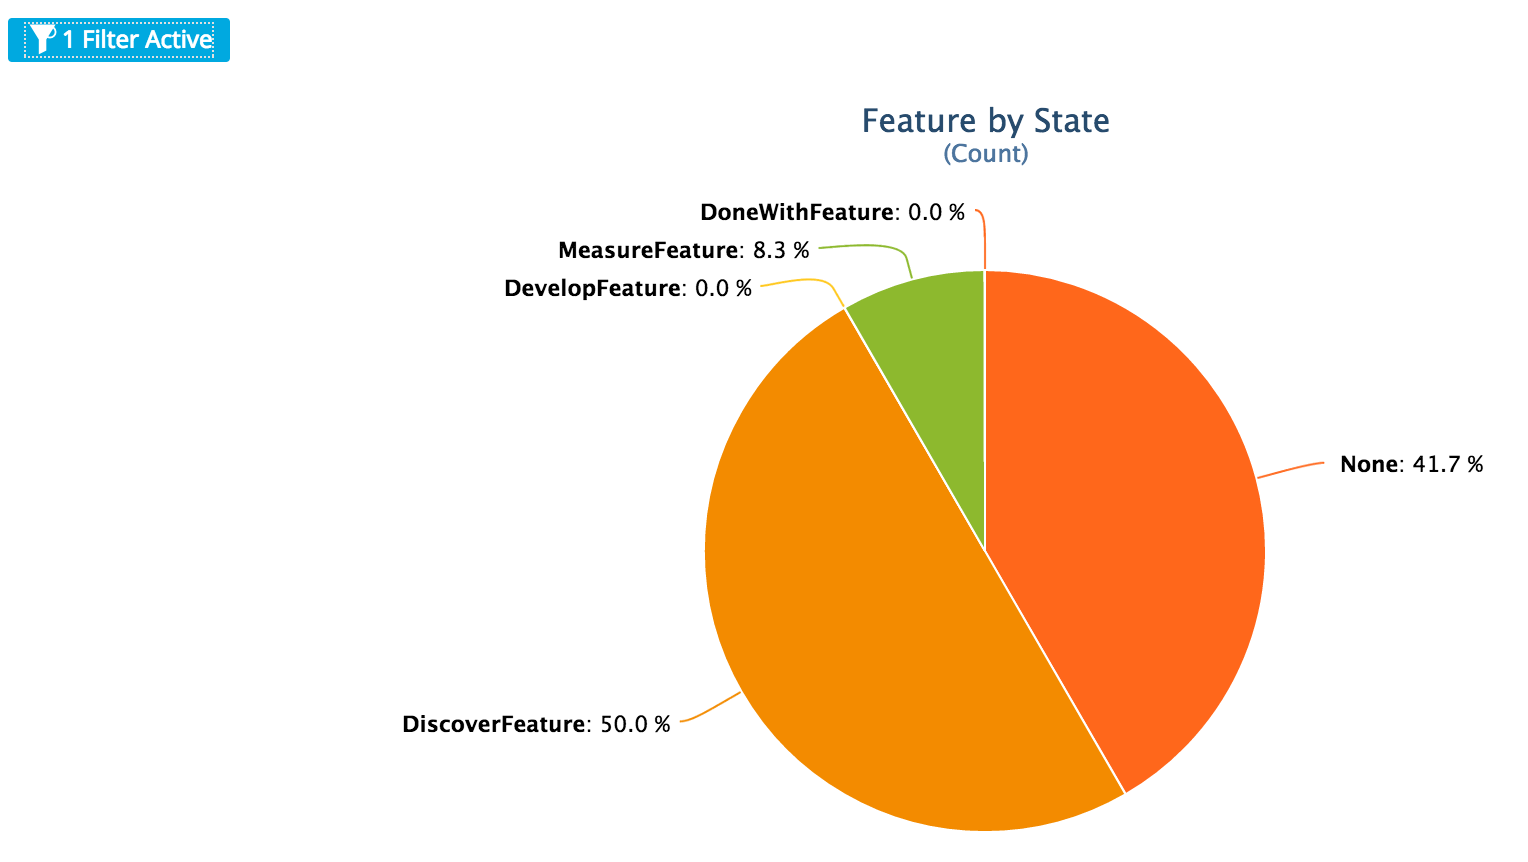 1 Filter Active
Feature by State
(Count)
DoneWithFeature: 0.0 %
MeasureFeature: 8.3 %
DevelopFeature: 0.0 %
None: 41.7 %
DiscoverFeature: 50.0 %